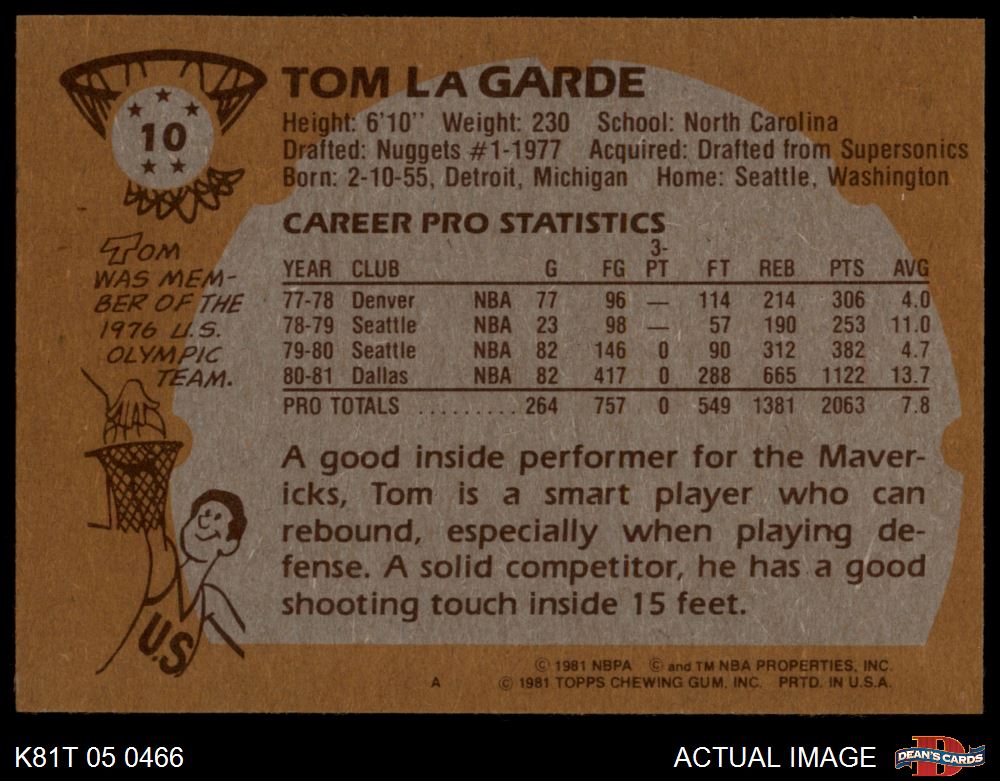 10
TOM LA GARDE
Height: 6'10'' Weight: 230 School: North Carolina
Drafted: Nuggets #1-1977 Acquired: Drafted from Supersonics
Born: 2-10-55, Detroit, Michigan Home: Seattle, Washington
TOM
WAS MEM-
BER OF THE
1976 U.S.
OLYMPIC
TEAM.
U.S.
CAREER PRO STATISTICS
YEAR CLUB G FG 3-PT FT REB PTS AVG
77-78 Denver NBA 77 96 — 114 214 306 4.0
78-79 Seattle NBA 23 98 — 57 190 253 11.0
79-80 Seattle NBA 82 146 0 90 312 382 4.7
80-81 Dallas NBA 82 417 0 288 665 1122 13.7
PRO TOTALS ......... 264 757 0 549 1381 2063 7.8
A good inside performer for the Maver-
icks, Tom is a smart player who can
rebound, especially when playing de-
fense. A solid competitor, he has a good
shooting touch inside 15 feet.
© 1981 NBPA © and TM NBA PROPERTIES, INC.
A © 1981 TOPPS CHEWING GUM, INC. PRTD. IN U.S.A.
K81T 05 0466 ACTUAL IMAGE
D
DEAN'S CARDS